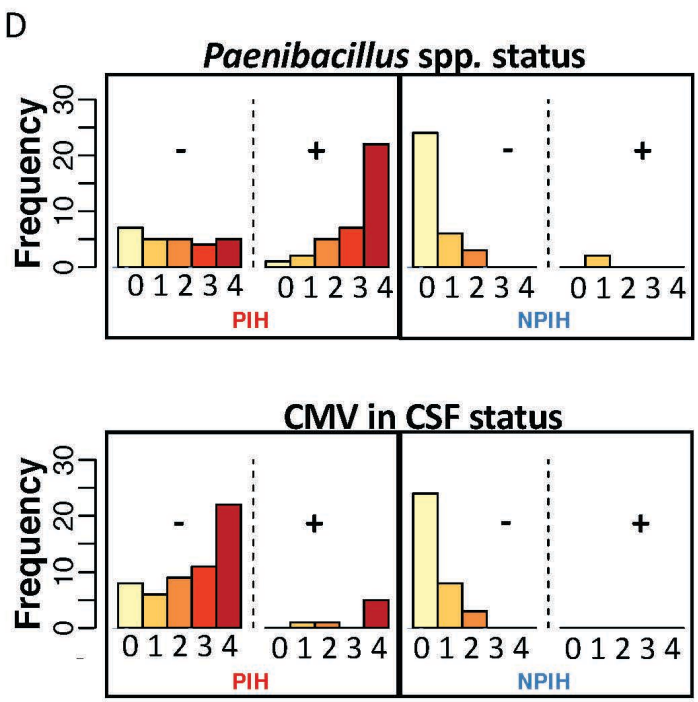 D
Paenibacillus spp. status
Frequency
30
20
10
0
- + - +
0 1 2 3 4 0 1 2 3 4 0 1 2 3 4 0 1 2 3 4
PIH NPIH
CMV in CSF status
Frequency
30
20
10
0
- + - +
0 1 2 3 4 0 1 2 3 4 0 1 2 3 4 0 1 2 3 4
PIH NPIH